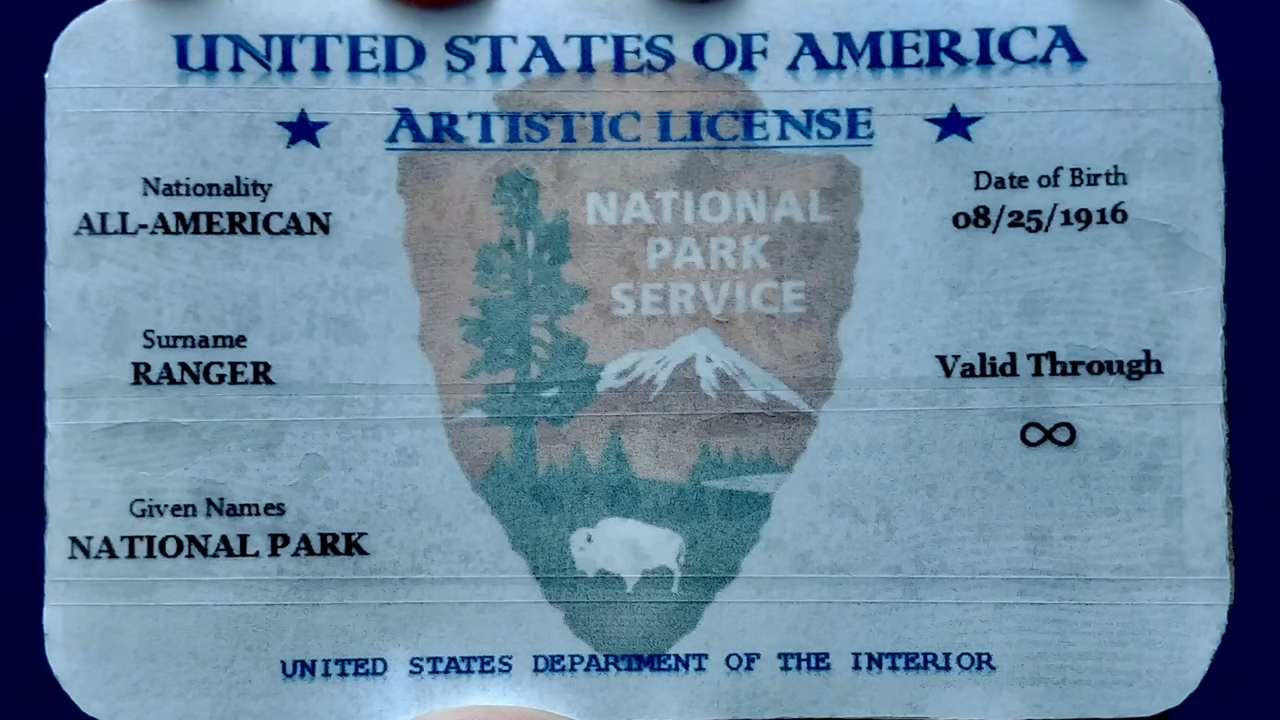 UNITED STATES OF AMERICA
ARTISTIC LICENSE
Nationality
ALL-AMERICAN
Date of Birth
08/25/1916
NATIONAL
PARK
SERVICE
Surname
RANGER
Valid Through
∞
Given Names
NATIONAL PARK
UNITED STATES DEPARTMENT OF THE INTERIOR